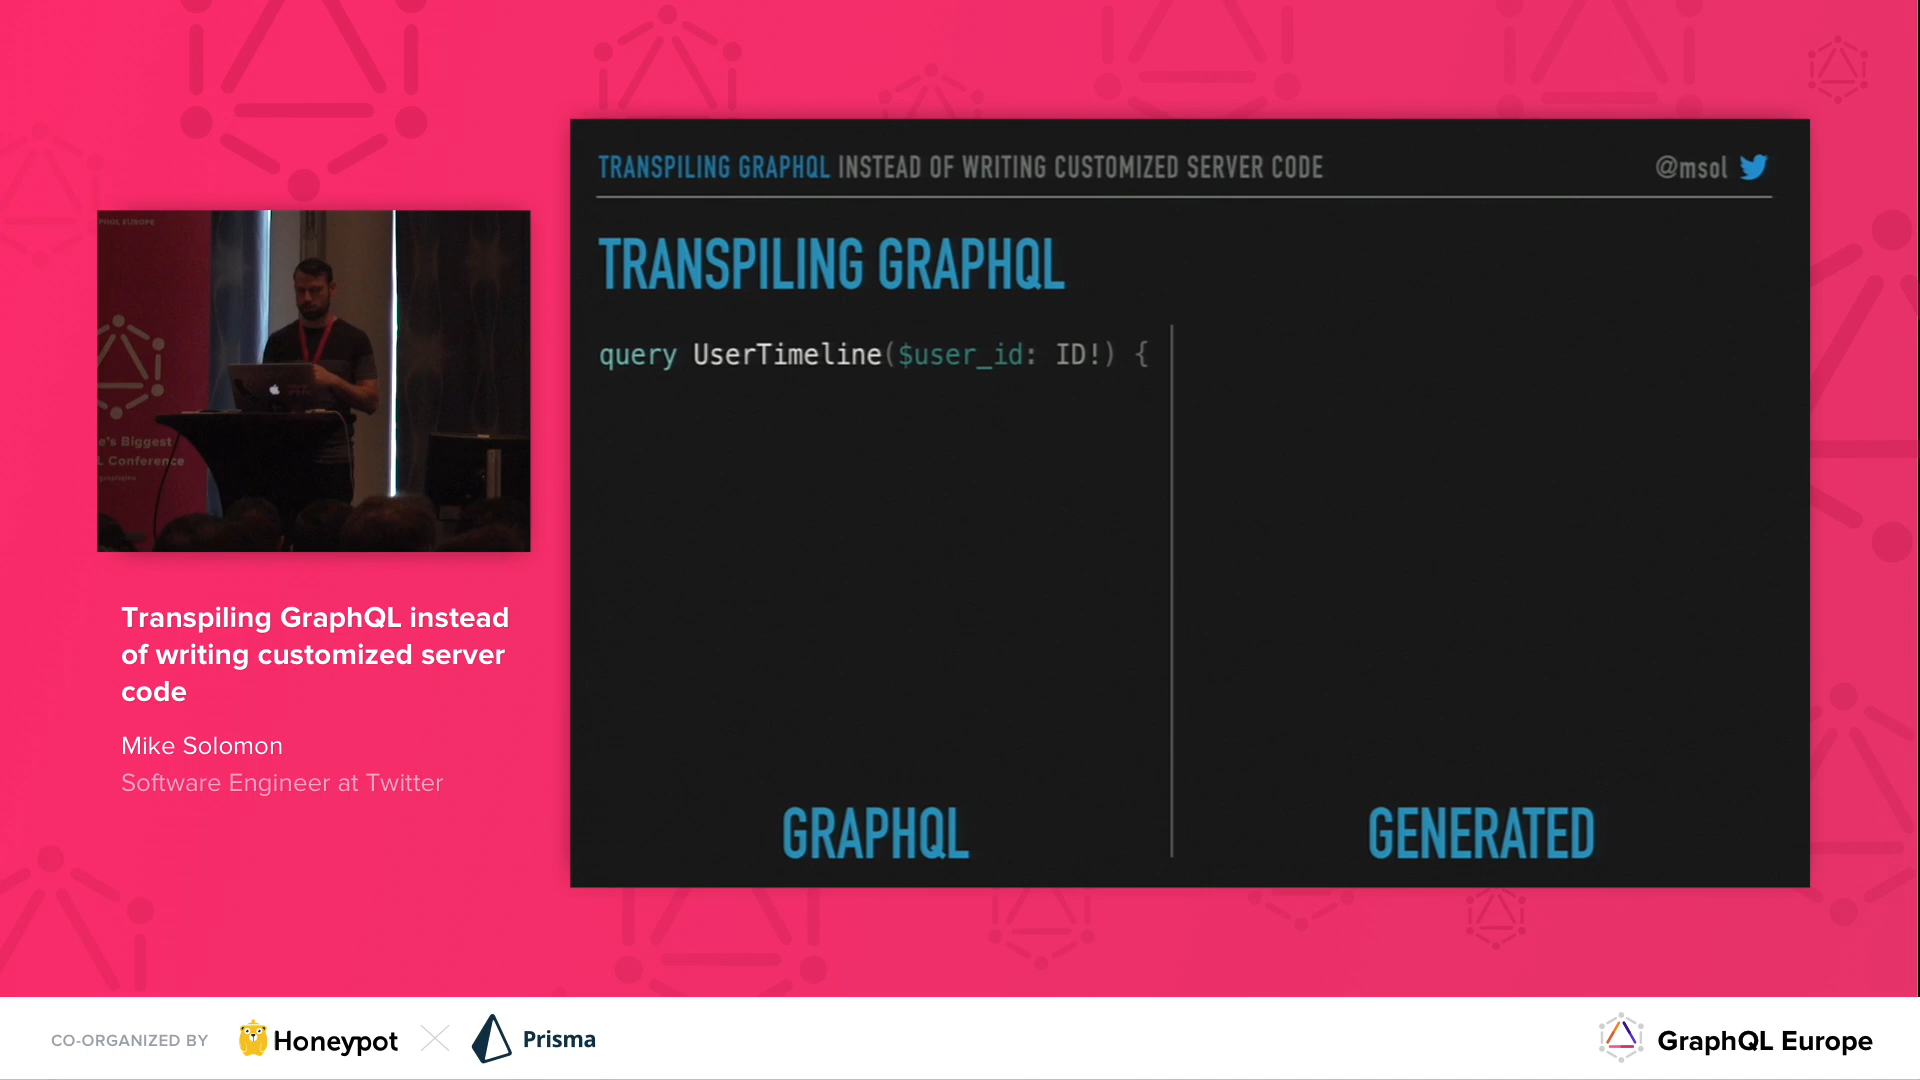 TRANSPILING GRAPHQL INSTEAD OF WRITING CUSTOMIZED SERVER CODE
@msol
TRANSPILING GRAPHQL
query UserTimeline($user_id: ID!) {
GRAPHQL
GENERATED
e's Biggest
L Conference
Transpiling GraphQL instead
of writing customized server
code
Mike Solomon
Software Engineer at Twitter
CO-ORGANIZED BY
Honeypot
Prisma
GraphQL Europe